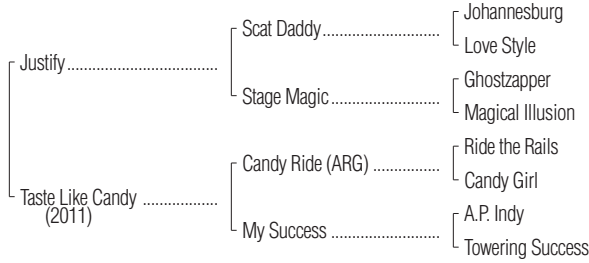 Johannesburg
Scat Daddy
Love Style
Justify
Ghostzapper
Stage Magic
Magical Illusion
Ride the Rails
Candy Ride (ARG)
Candy Girl
Taste Like Candy
(2011)
A.P. Indy
My Success
Towering Success